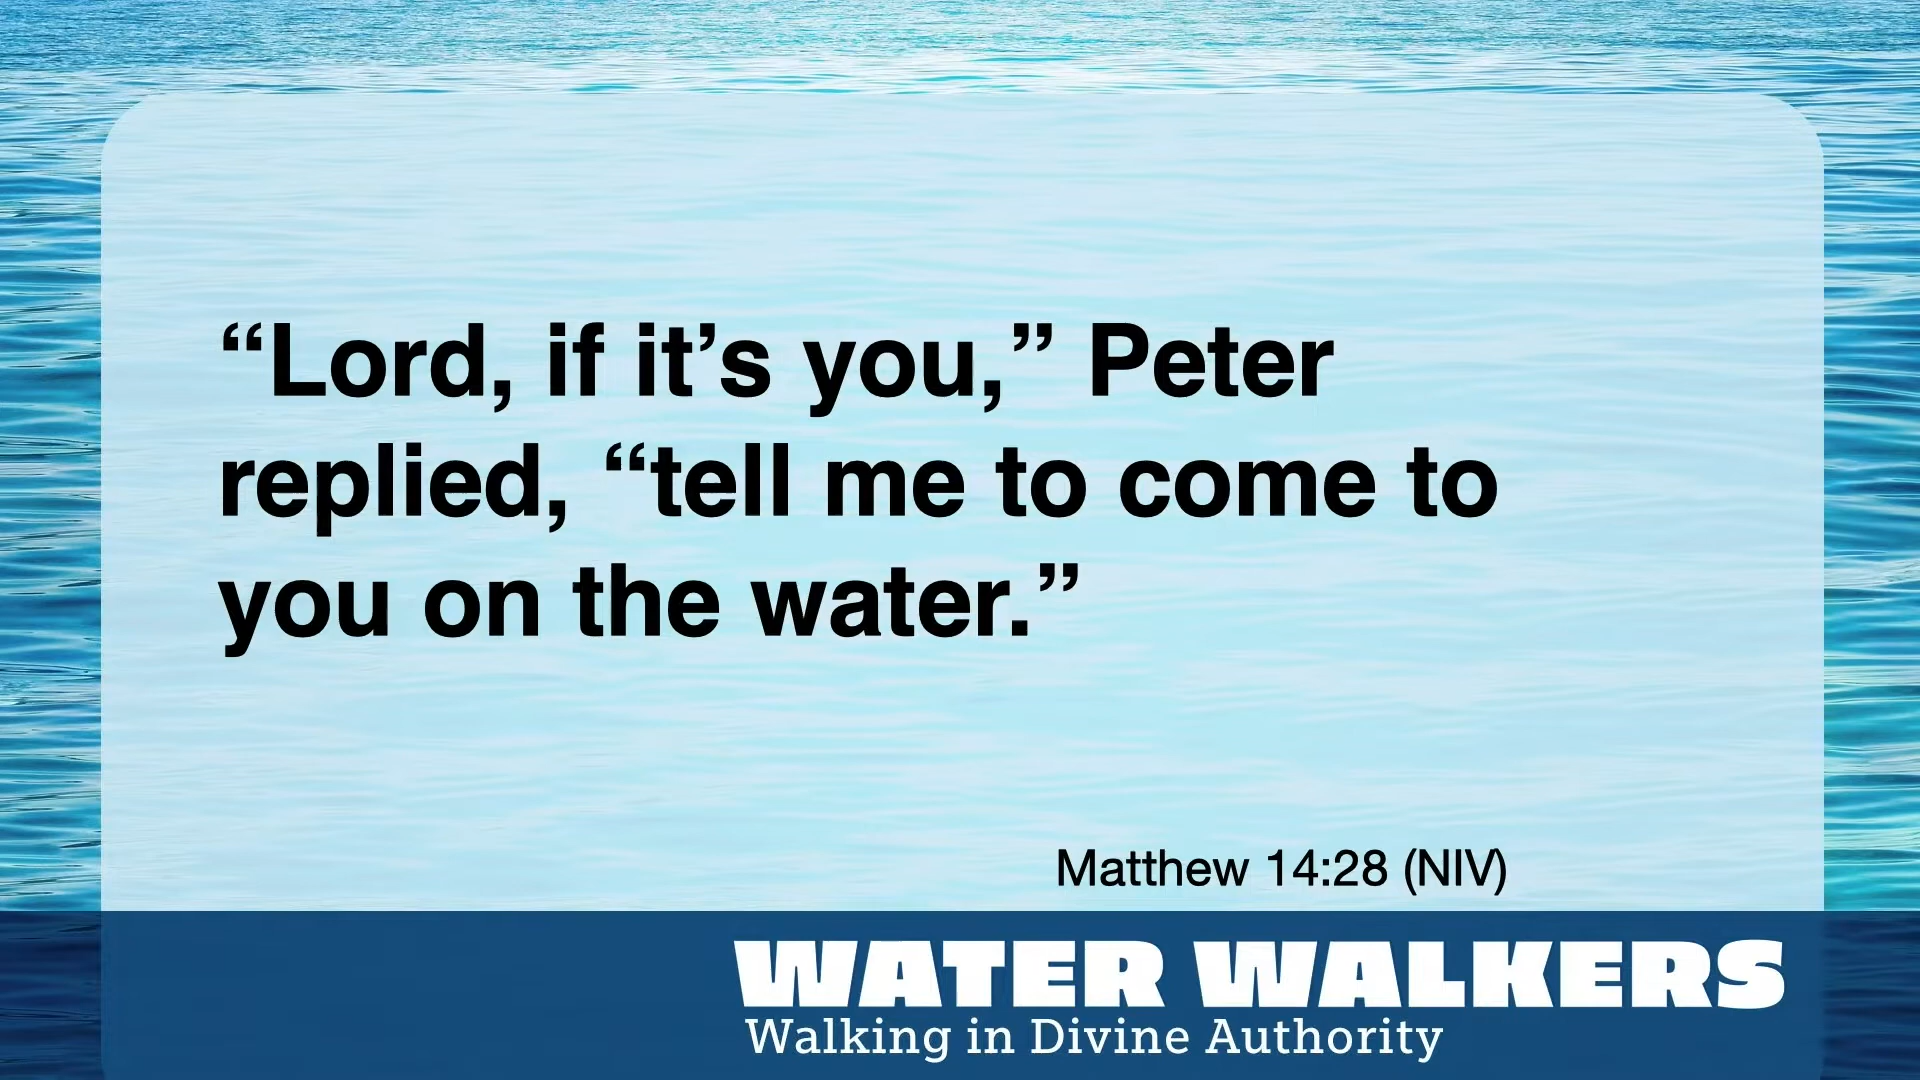 “Lord, if it’s you,” Peter
replied, “tell me to come to
you on the water.”
Matthew 14:28 (NIV)
WATER WALKERS
Walking in Divine Authority